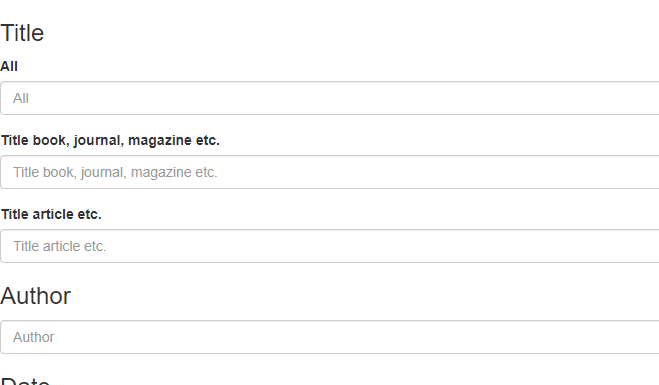 Title
All
All
Title book, journal, magazine etc.
Title book, journal, magazine etc.
Title article etc.
Title article etc.
Author
Author
Date